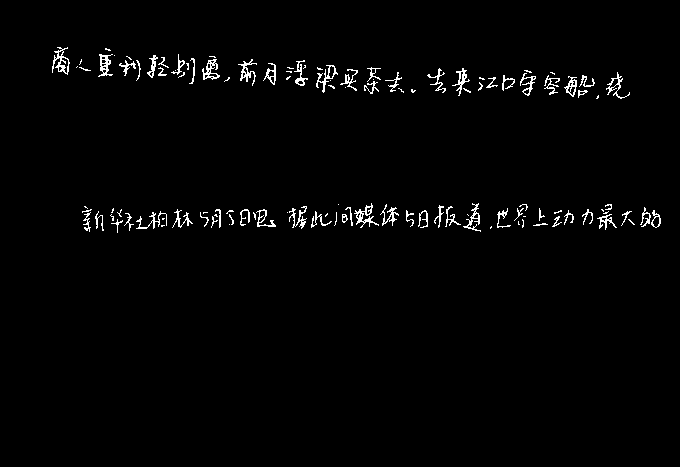 商人重利轻别离,前月浮梁买茶去。去来江口守空船,绕
新华社柏林5月5日电 据此间媒体5日报道,世界上动力最大的